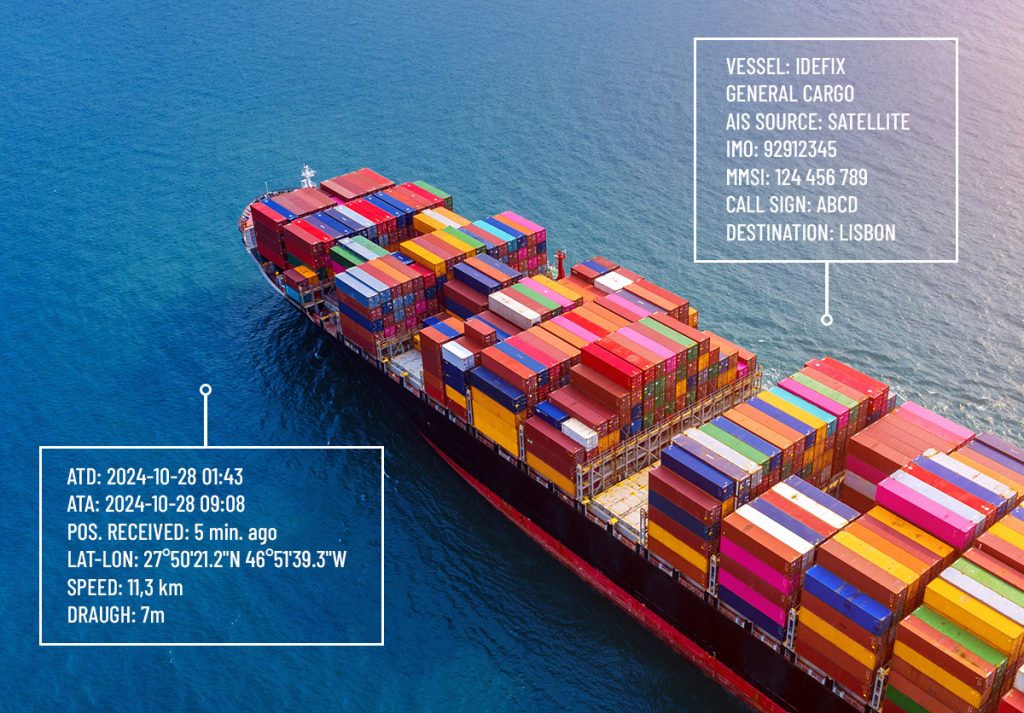 VESSEL: IDEFIX
GENERAL CARGO
AIS SOURCE: SATELLITE
IMO: 92912345
MMSI: 124 456 789
CALL SIGN: ABCD
DESTINATION: LISBON
ATD: 2024-10-28 01:43
ATA: 2024-10-28 09:08
POS. RECEIVED: 5 min. ago
LAT-LON: 27°50'21.2"N 46°51'39.3"W
SPEED: 11,3 km
DRAUGH: 7m